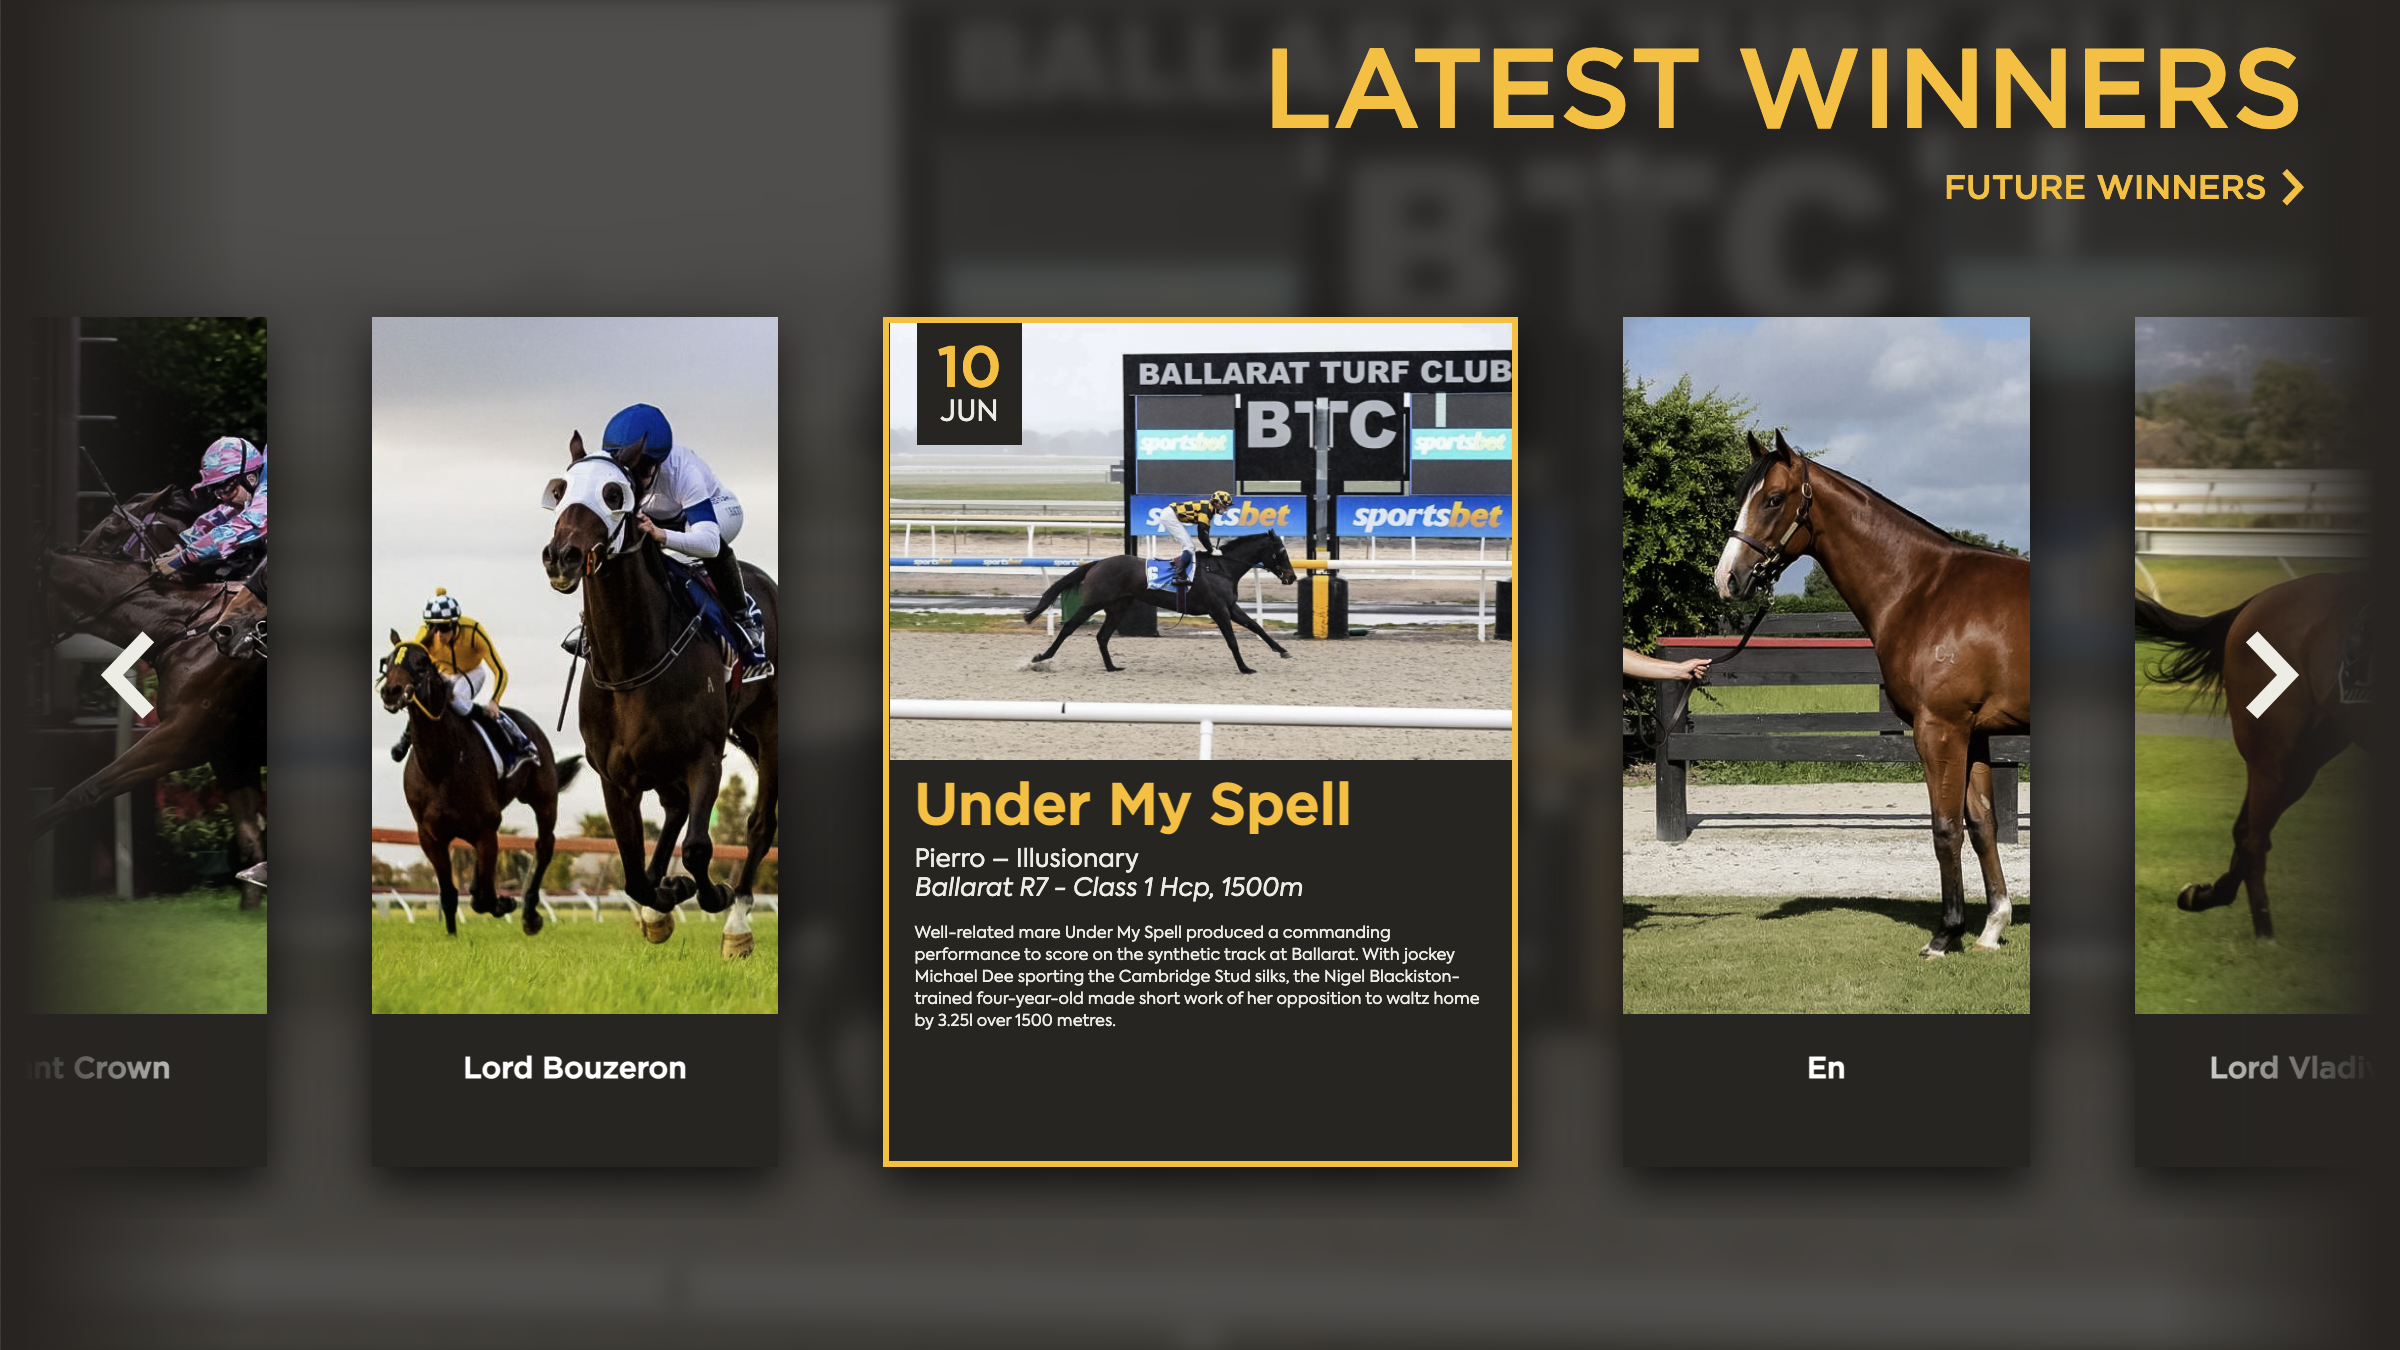 LATEST WINNERS
FUTURE WINNERS
10
JUN
BALLARAT TURF CLUB
BTC
sportsbet
sportsbet
sportsbet
Under My Spell
Pierro – Illusionary
Ballarat R7 - Class 1 Hcp, 1500m
Well-related mare Under My Spell produced a commanding
performance to score on the synthetic track at Ballarat. With jockey
Michael Dee sporting the Cambridge Stud silks, the Nigel Blackiston-
trained four-year-old made short work of her opposition to waltz home
by 3.25l over 1500 metres.
nt Crown
Lord Bouzeron
En
Lord Vladi